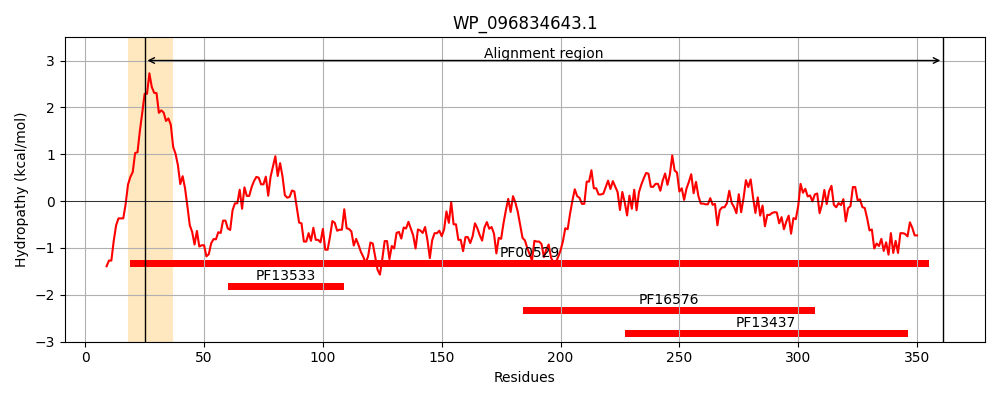 WP_096834643.1
Alignment region
3
2
1
0
−1
−2
−3
Hydropathy (kcal/mol)
PF00529
PF13533
PF16576
PF13437
0
50
100
150
200
250
300
350
Residues